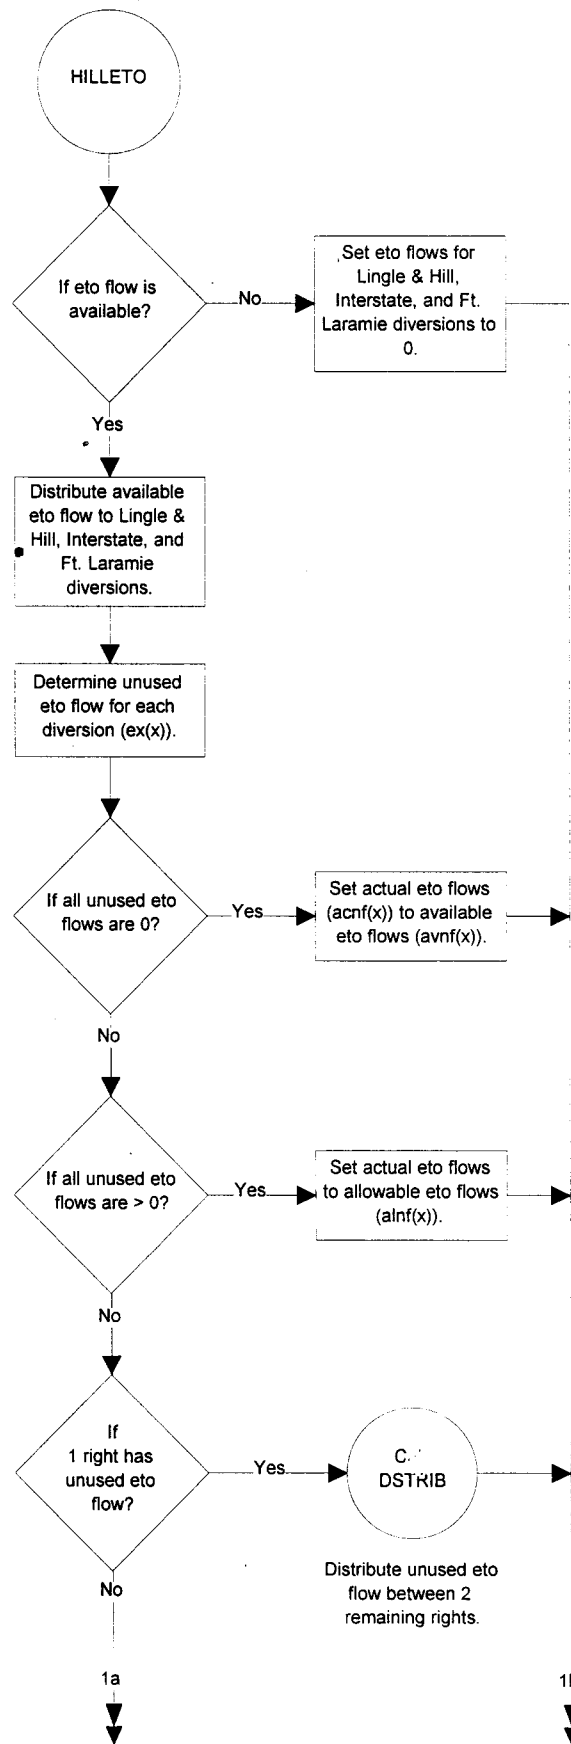 HILLETO
If eto flow is
available?
No
Set eto flows for
Lingle & Hill,
Interstate, and Ft.
Laramie diversions to
0.
Yes
Distribute available
eto flow to Lingle &
Hill, Interstate, and
Ft. Laramie
diversions.
Determine unused
eto flow for each
diversion (ex(x)).
If all unused eto
flows are 0?
Yes
Set actual eto flows
(acnf(x)) to available
eto flows (avnf(x)).
No
If all unused eto
flows are > 0?
Yes
Set actual eto flows
to allowable eto flows
(alnf(x)).
No
If
1 right has
unused eto
flow?
Yes
DSTRIB
Distribute unused eto
flow between 2
remaining rights.
No
1a